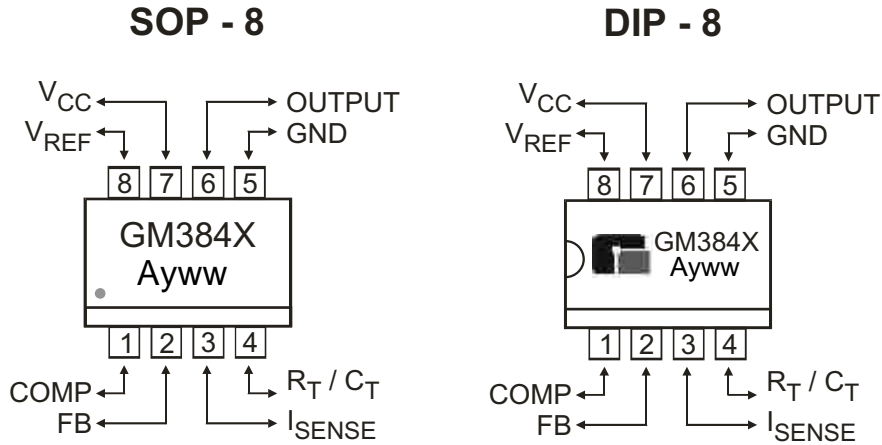 SOP - 8
VCC
OUTPUT
VREF
GND
8 7 6 5
GM384X
Ayww
1 2 3 4
COMP
RT / CT
FB
ISENSE
DIP - 8
VCC
OUTPUT
VREF
GND
8 7 6 5
GM384X
Ayww
1 2 3 4
COMP
RT / CT
FB
ISENSE